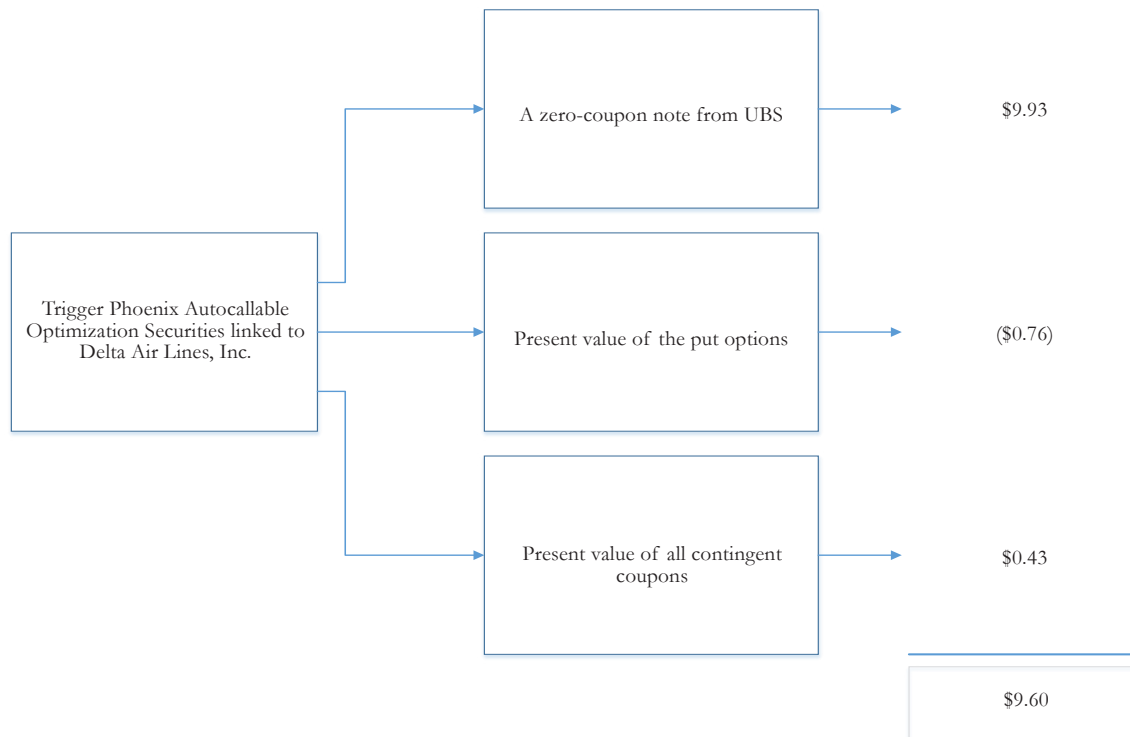 A zero-coupon note from UBS
$9.93
Trigger Phoenix Autocallable
Optimization Securities linked to
Delta Air Lines, Inc.
Present value of the put options
($0.76)
Present value of all contingent
coupons
$0.43
$9.60